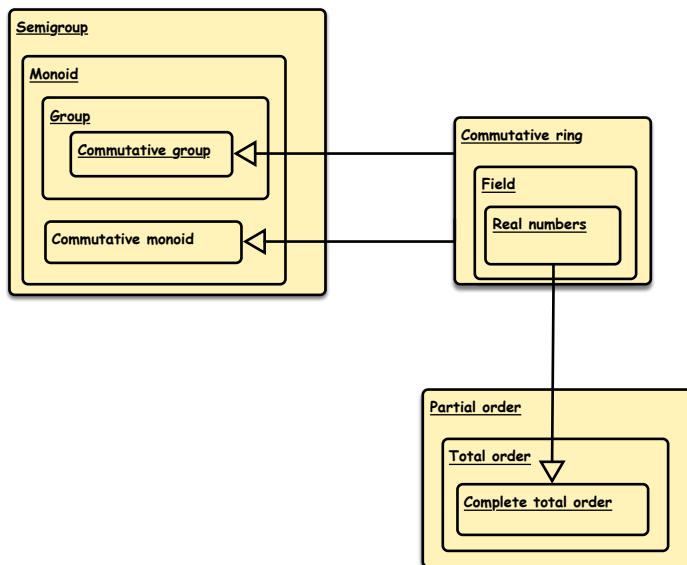 Semigroup
Monoid
Group
Commutative group
Commutative monoid
Commutative ring
Field
Real numbers
Partial order
Total order
Complete total order